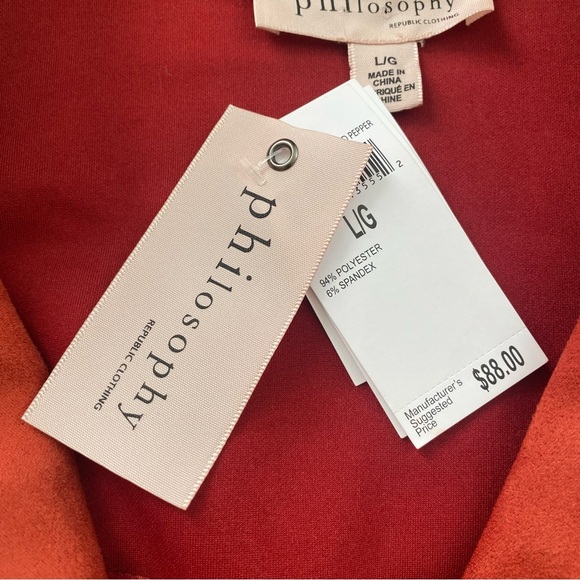 philosophy
REPUBLIC CLOTHING
L/G
MADE IN
CHINA
EN
HINE
philosophy
REPUBLIC CLOTHING
PEPPER
2
L/G
94% POLYESTER
6% SPANDEX
Manufacturer's
Suggested
Price
$88.00